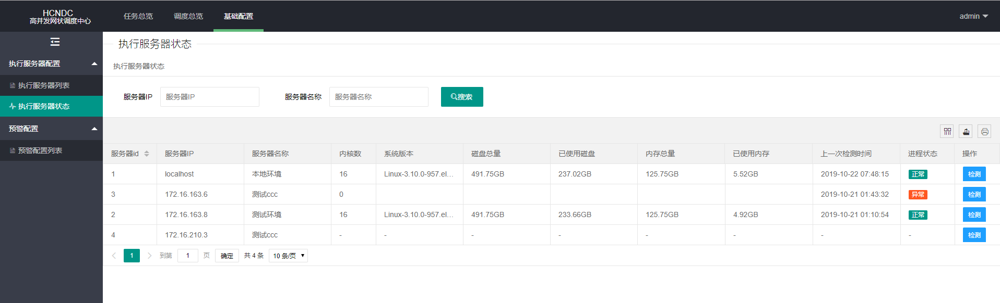 HCNDC
高并发网状调度中心
任务总览 调度总览 基础配置
admin
执行服务器配置
执行服务器列表
执行服务器状态
预警配置
预警配置列表
执行服务器状态
执行服务器状态
服务器IP 服务器IP 服务器名称 服务器名称 搜索
服务器id 服务器IP 服务器名称 内核数 系统版本 磁盘总量 已使用磁盘 内存总量 已使用内存 上一次检测时间 进程状态 操作
1 localhost 本地环境 16 Linux-3.10.0-957.el... 491.75GB 237.02GB 125.75GB 5.52GB 2019-10-22 07:48:15 正常 检测
3 172.16.163.6 测试ccc 0 2019-10-21 01:43:32 异常 检测
2 172.16.163.8 测试环境 16 Linux-3.10.0-957.el... 491.75GB 233.66GB 125.75GB 4.92GB 2019-10-21 01:10:54 正常 检测
4 172.16.210.3 测试ccc - - - - - - - - 检测
1 到第 1 页 确定 共 4 条 10 条/页